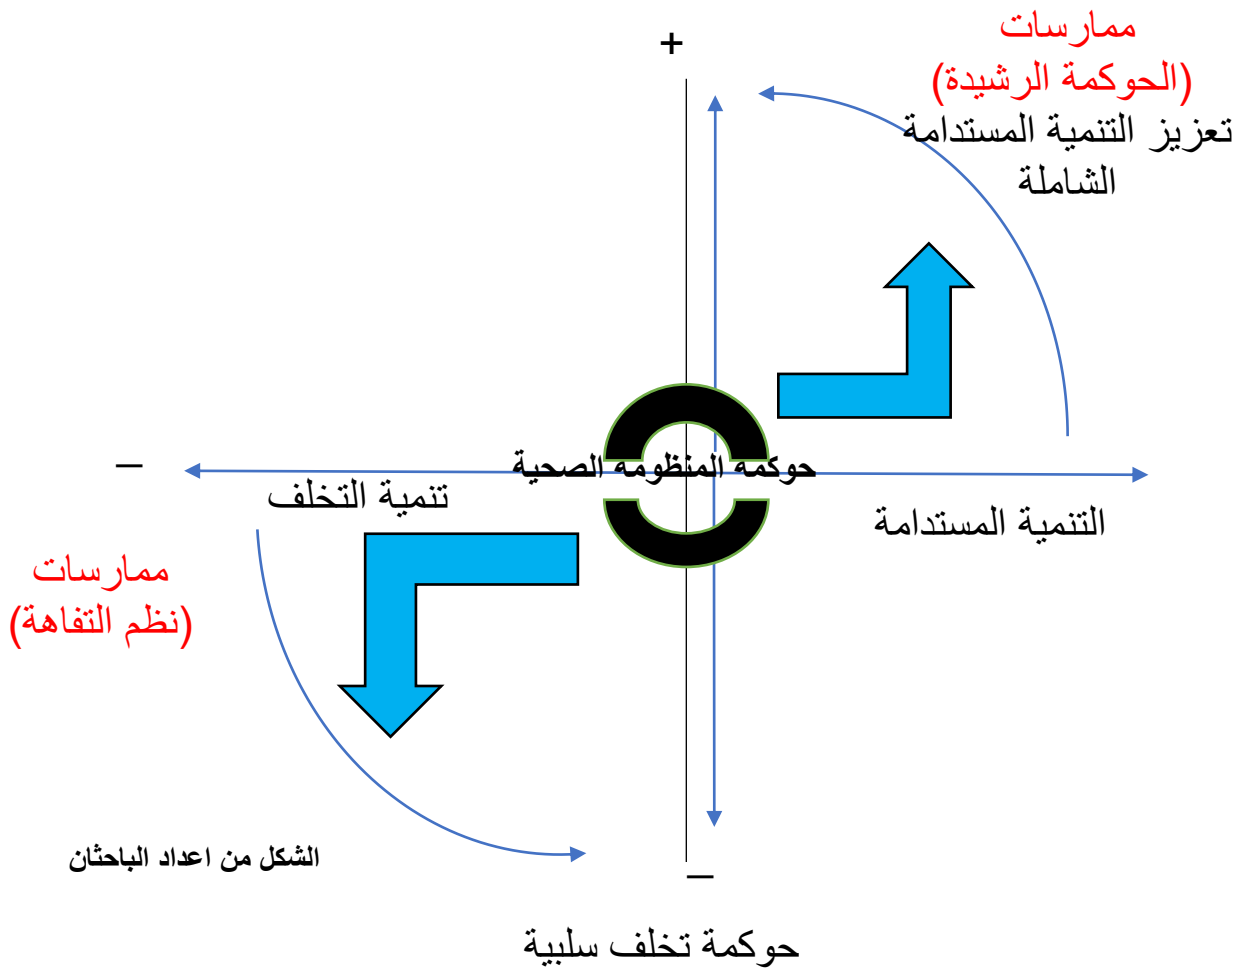 ممارسات
(الحوكمة الرشيدة)
تعزيز التنمية المستدامة
الشاملة
+
حوكمة المنظومة الصحية
–
تنمية التخلف
التنمية المستدامة
ممارسات
(نظم التفاهة)
الشكل من اعداد الباحثان
–
حوكمة تخلف سلبية